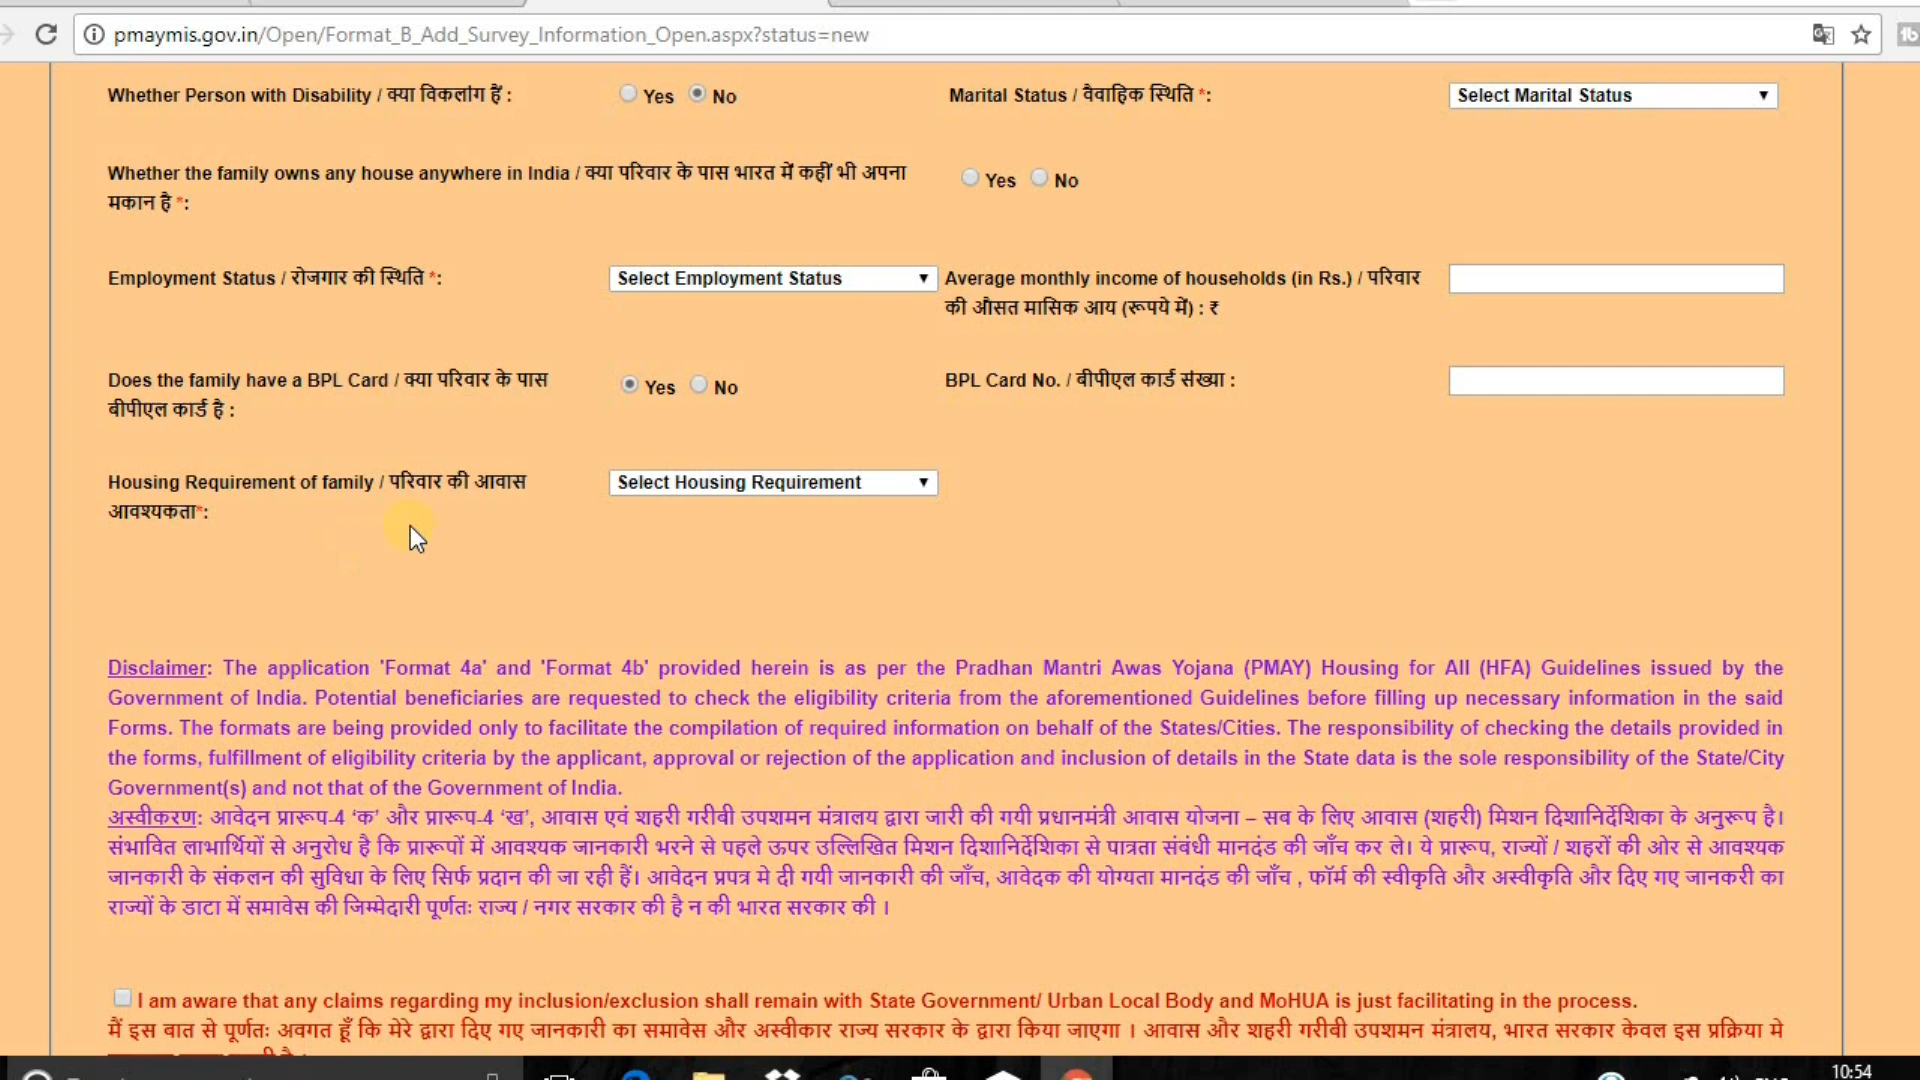 pmaymis.gov.in/Open/Format_B_Add_Survey_Information_Open.aspx?status=new
Whether Person with Disability / क्या विकलांग हैं : Yes No Marital Status / वैवाहिक स्थिति *: Select Marital Status
Whether the family owns any house anywhere in India / क्या परिवार के पास भारत में कहीं भी अपना
मकान है *: Yes No
Employment Status / रोजगार की स्थिति *: Select Employment Status Average monthly income of households (in Rs.) / परिवार
की औसत मासिक आय (रूपये में) : ₹
Does the family have a BPL Card / क्या परिवार के पास
बीपीएल कार्ड है : Yes No BPL Card No. / बीपीएल कार्ड संख्या :
Housing Requirement of family / परिवार की आवास
आवश्यकता*: Select Housing Requirement
Disclaimer: The application 'Format 4a' and 'Format 4b' provided herein is as per the Pradhan Mantri Awas Yojana (PMAY) Housing for All (HFA) Guidelines issued by the
Government of India. Potential beneficiaries are requested to check the eligibility criteria from the aforementioned Guidelines before filling up necessary information in the said
Forms. The formats are being provided only to facilitate the compilation of required information on behalf of the States/Cities. The responsibility of checking the details provided in
the forms, fulfillment of eligibility criteria by the applicant, approval or rejection of the application and inclusion of details in the State data is the sole responsibility of the State/City
Government(s) and not that of the Government of India.
अस्वीकरण: आवेदन प्रारूप-4 ‘क’ और प्रारूप-4 ‘ख’, आवास एवं शहरी गरीबी उपशमन मंत्रालय द्वारा जारी की गयी प्रधानमंत्री आवास योजना – सब के लिए आवास (शहरी) मिशन दिशानिर्देशिका के अनुरूप है।
संभावित लाभार्थियों से अनुरोध है कि प्रारूपों में आवश्यक जानकारी भरने से पहले ऊपर उल्लिखित मिशन दिशानिर्देशिका से पात्रता संबंधी मानदंड की जाँच कर ले। ये प्रारूप, राज्यों / शहरों की ओर से आवश्यक
जानकारी के संकलन की सुविधा के लिए सिर्फ प्रदान की जा रही हैं। आवेदन प्रपत्र मे दी गयी जानकारी की जाँच, आवेदक की योग्यता मानदंड की जाँच , फॉर्म की स्वीकृति और अस्वीकृति और दिए गए जानकरी का
राज्यों के डाटा में समावेस की जिम्मेदारी पूर्णतः राज्य / नगर सरकार की है न की भारत सरकार की ।
I am aware that any claims regarding my inclusion/exclusion shall remain with State Government/ Urban Local Body and MoHUA is just facilitating in the process.
मैं इस बात से पूर्णतः अवगत हूँ कि मेरे द्वारा दिए गए जानकारी का समावेस और अस्वीकार राज्य सरकार के द्वारा किया जाएगा । आवास और शहरी गरीबी उपशमन मंत्रालय, भारत सरकार केवल इस प्रक्रिया मे
10:54